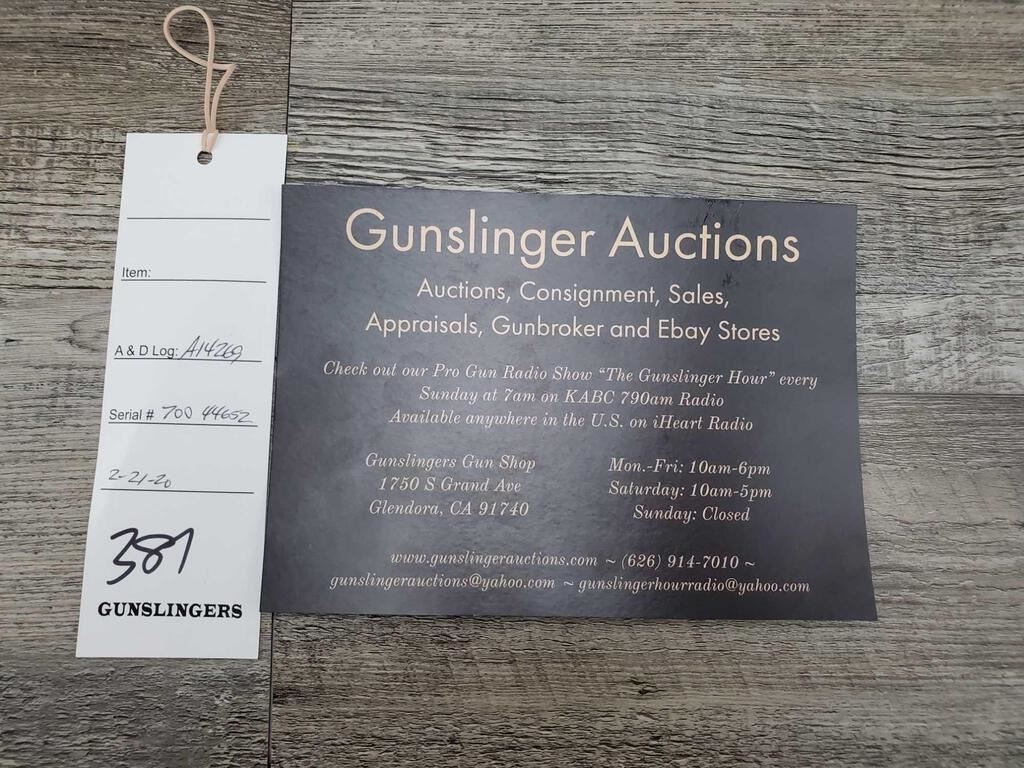 Item:
A & D Log: A14269
Serial # 700 44652
2-21-20
387
GUNSLINGERS
Gunslinger Auctions
Auctions, Consignment, Sales,
Appraisals, Gunbroker and Ebay Stores
Check out our Pro Gun Radio Show “The Gunslinger Hour” every
Sunday at 7am on KABC 790am Radio
Available anywhere in the U.S. on iHeart Radio
Gunslingers Gun Shop
1750 S Grand Ave
Glendora, CA 91740
Mon.-Fri: 10am-6pm
Saturday: 10am-5pm
Sunday: Closed
www.gunslingerauctions.com ~ (626) 914-7010 ~
gunslingerauctions@yahoo.com ~ gunslingerhourradio@yahoo.com